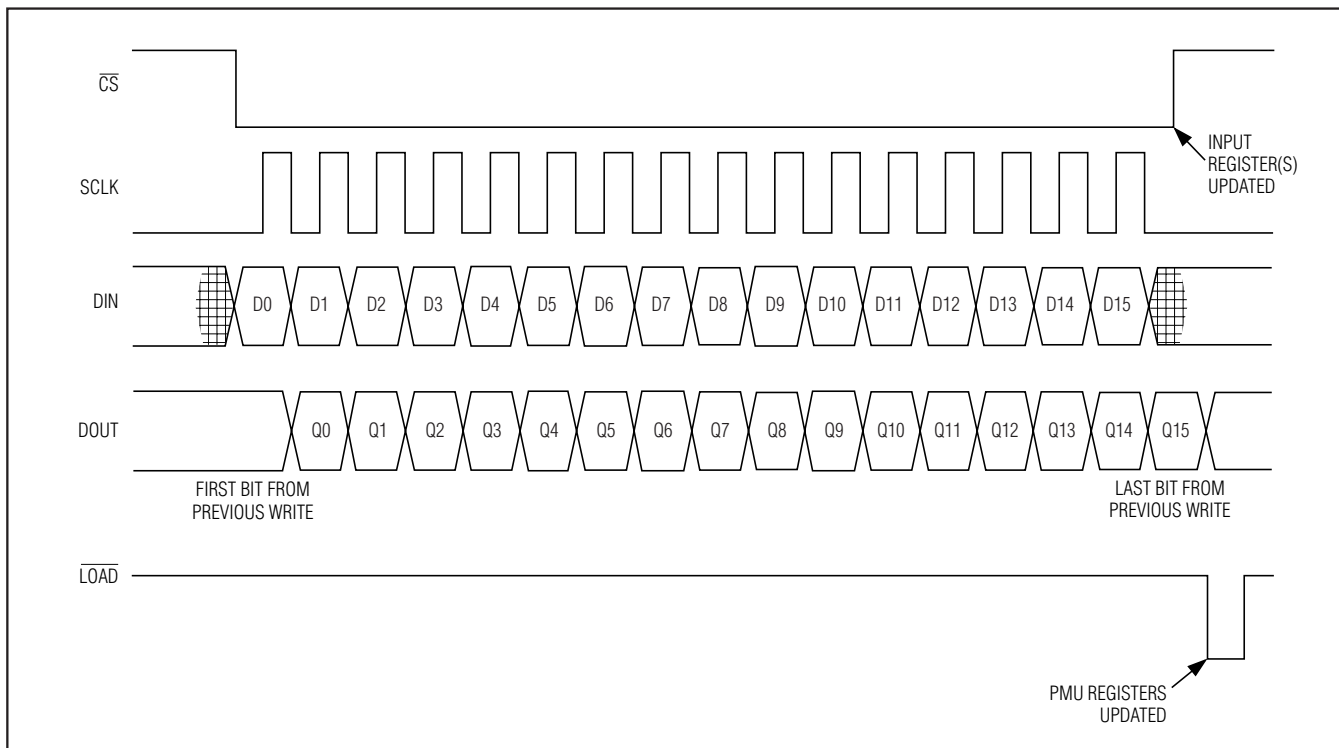 CS
INPUT
REGISTER(S)
UPDATED
SCLK
DIN D0 D1 D2 D3 D4 D5 D6 D7 D8 D9 D10 D11 D12 D13 D14 D15
DOUT Q0 Q1 Q2 Q3 Q4 Q5 Q6 Q7 Q8 Q9 Q10 Q11 Q12 Q13 Q14 Q15
FIRST BIT FROM
PREVIOUS WRITE
LAST BIT FROM
PREVIOUS WRITE
LOAD
PMU REGISTERS
UPDATED